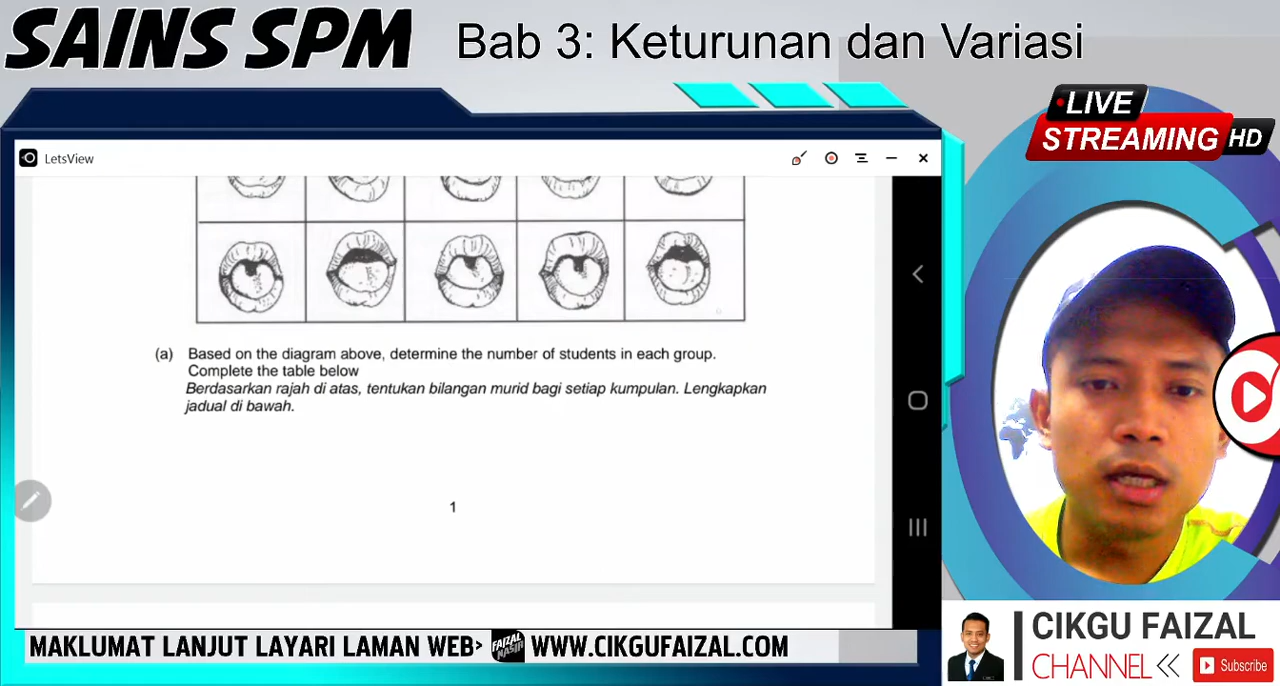 SAINS SPM
Bab 3: Keturunan dan Variasi
LIVE
STREAMING HD
LetsView
(a) Based on the diagram above, determine the number of students in each group.
Complete the table below
Berdasarkan rajah di atas, tentukan bilangan murid bagi setiap kumpulan. Lengkapkan
jadual di bawah.
1
MAKLUMAT LANJUT LAYARI LAMAN WEB> FAIZAL NASIR WWW.CIKGUFAIZAL.COM
CIKGU FAIZAL
CHANNEL << Subscribe